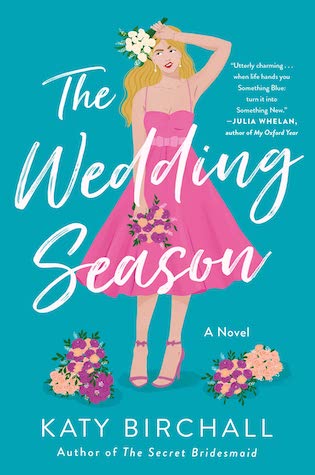 The
Wedding
Season
“Utterly charming . . .
when life hands you
Something Blue:
turn it into
Something New.”
—JULIA WHELAN,
author of My Oxford Year
A Novel
KATY BIRCHALL
Author of The Secret Bridesmaid